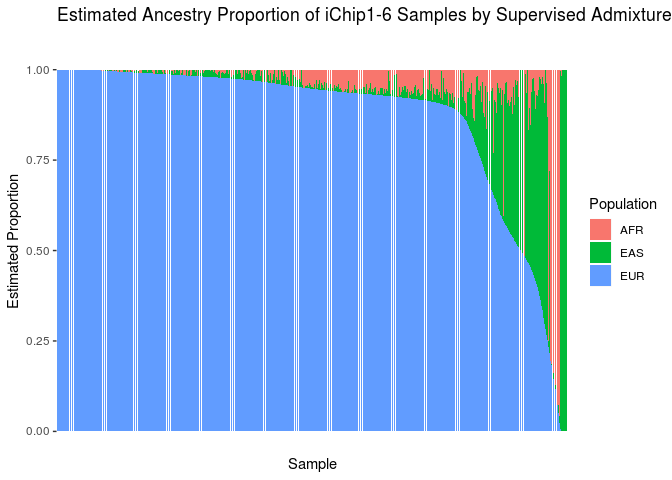 Estimated Ancestry Proportion of iChip1-6 Samples by Supervised Admixture
1.00
0.75
0.50
0.25
0.00
Estimated Proportion
Sample
Population
AFR
EAS
EUR